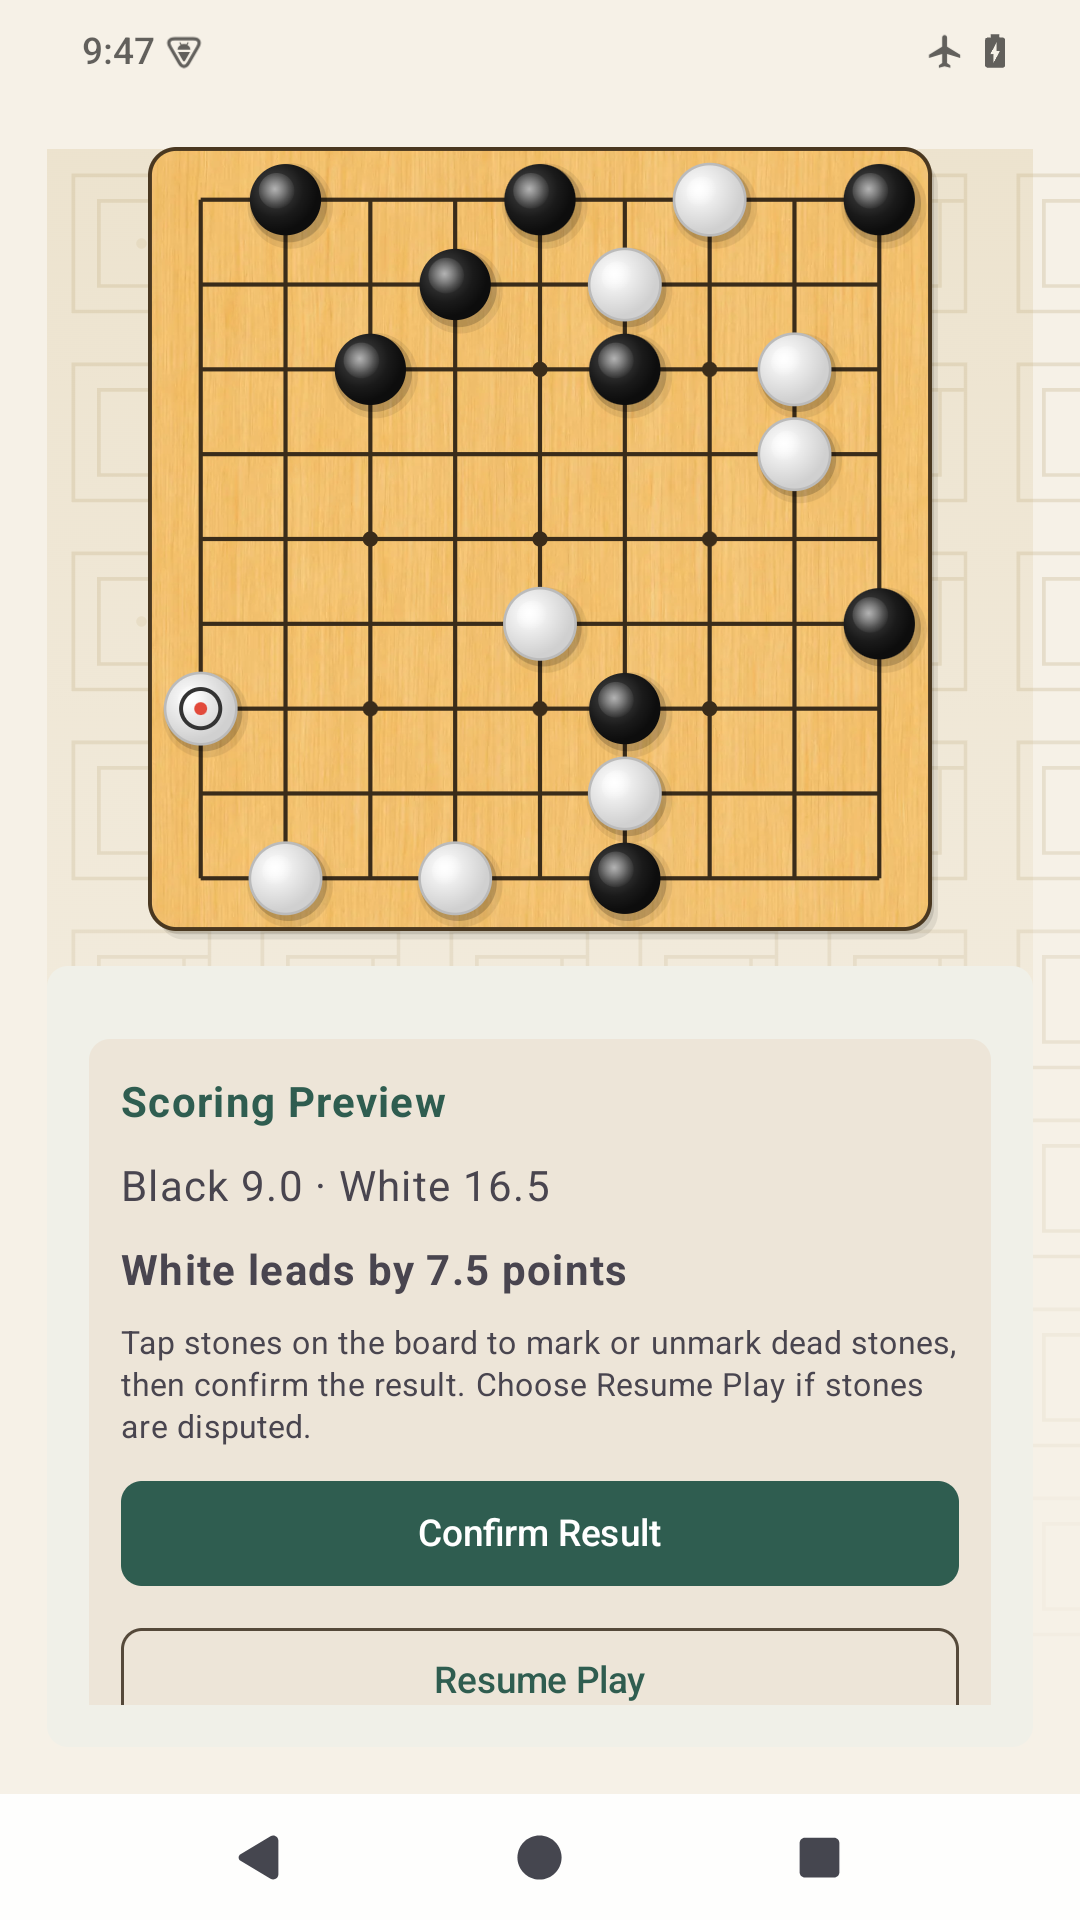 9:47
Scoring Preview
Black 9.0 · White 16.5
White leads by 7.5 points
Tap stones on the board to mark or unmark dead stones,
then confirm the result. Choose Resume Play if stones
are disputed.
Confirm Result
Resume Play